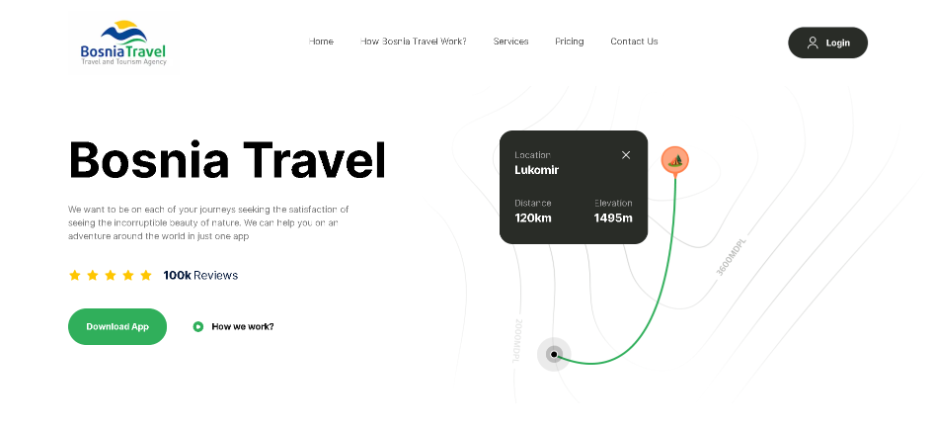 BosniaTravel
Travel and Tourism Agency
Home How Bosnia Travel Work? Services Pricing Contact Us
Login
Bosnia Travel
We want to be on each of your journeys seeking the satisfaction of
seeing the incorruptible beauty of nature. We can help you on an
adventure around the world in just one app
100k Reviews
Download App
How we work?
Location
Lukomir
Distance Elevation
120km 1495m
3600MDPL
2000MDPL